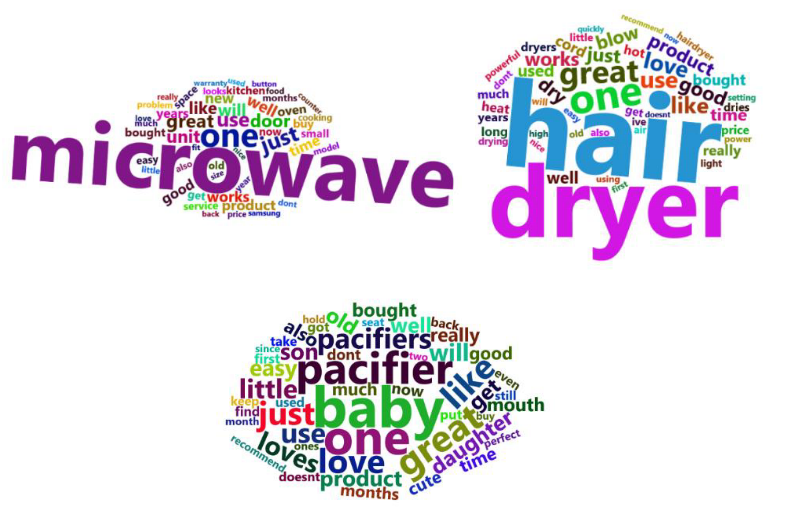 warranty used button
really looks kitchen food
space new months counter
problem like will well oven
years great use door cooking
love much unit one now buy
bought just small
microwave
fit nice time model
easy also old
little size year
good get works
service product dont
back price samsung
quickly recommend now
little blow hairdryer
dryers cord just hot product
powerful works love
dont used great use good bought
much dry one like setting
heat will easy get doesnt dries
years hair ive time
long high old also air price
drying nice power
really
well using light
first
dryer
bought
hold old seat well back
also got pacifiers really
take son dont two will good
since first
easy pacifier like even
little much now get still
keep used baby put buy mouth
find just
month use one great daughter
loves ones love perfect
recommend time
doesnt product cute
months